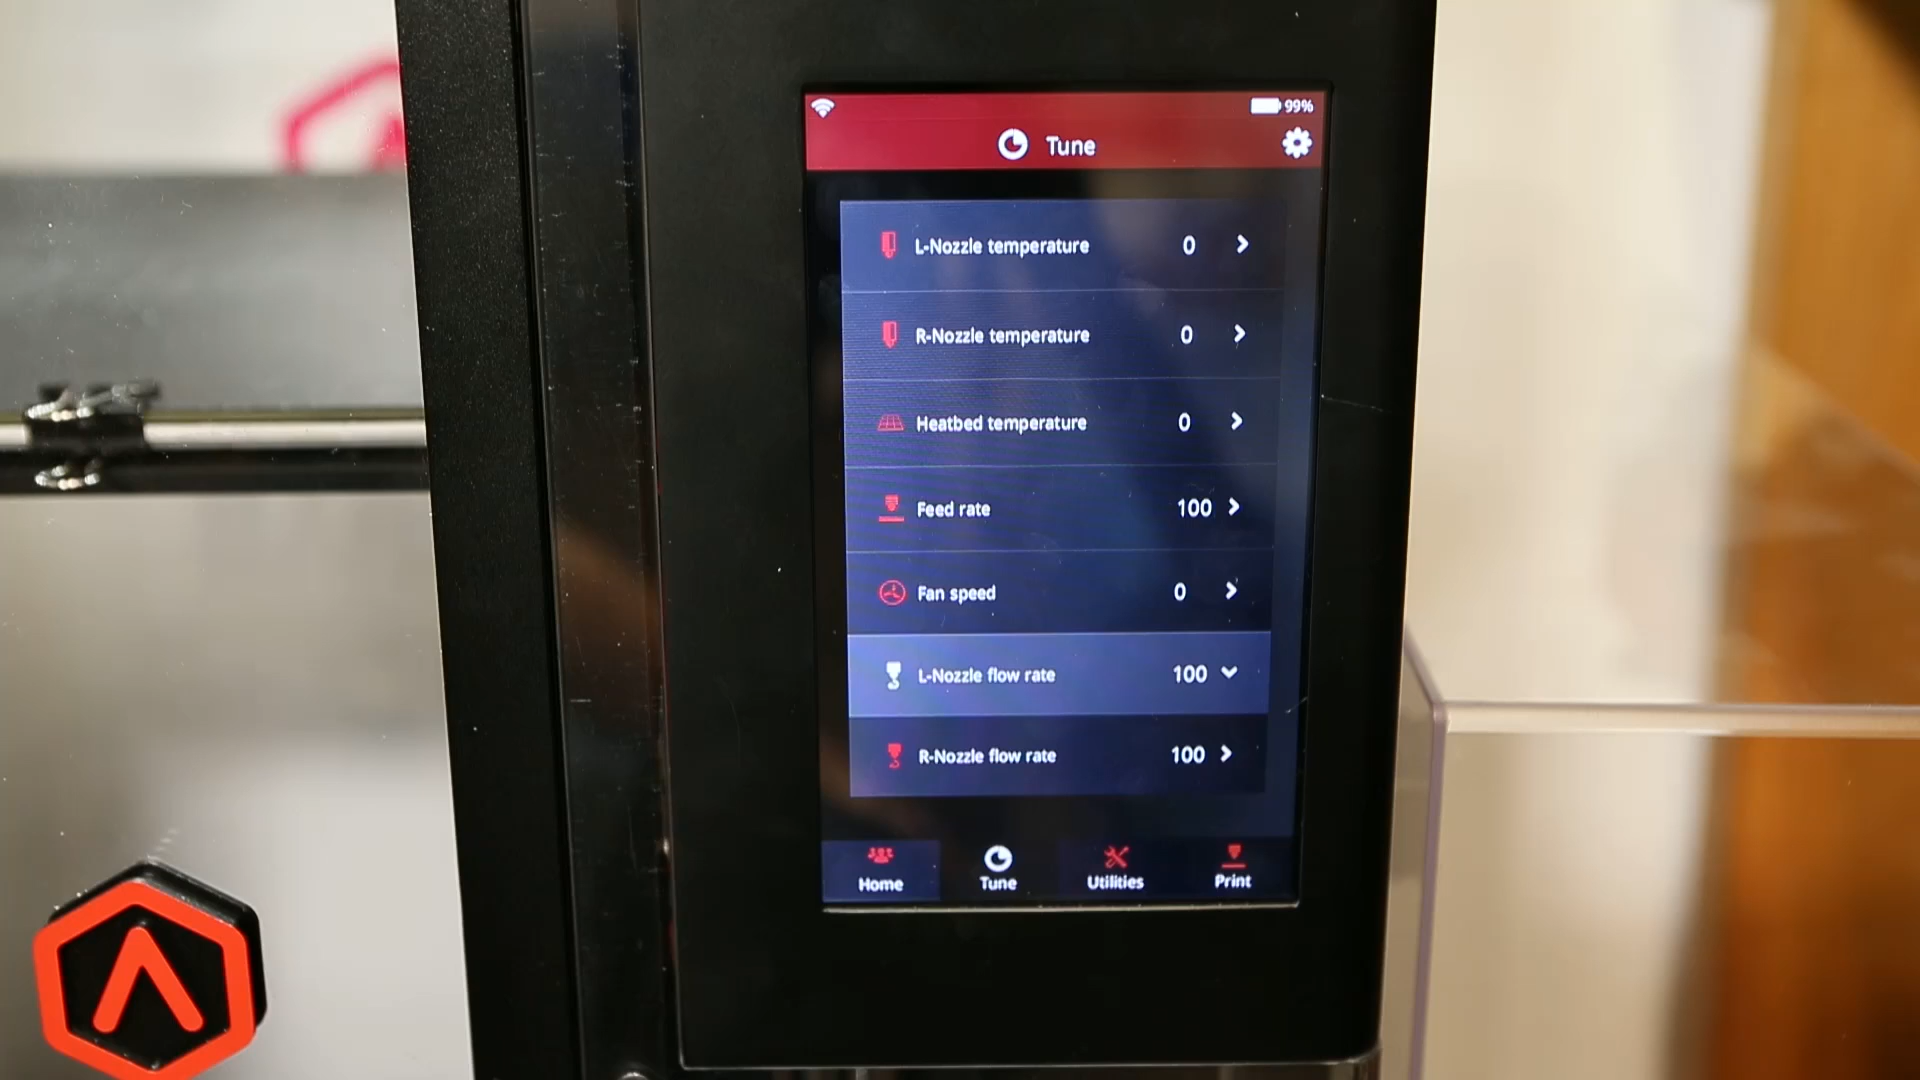 99%
Tune
L-Nozzle temperature 0
R-Nozzle temperature 0
Heatbed temperature 0
Feed rate 100
Fan speed 0
L-Nozzle flow rate 100
R-Nozzle flow rate 100
Home Tune Utilities Print